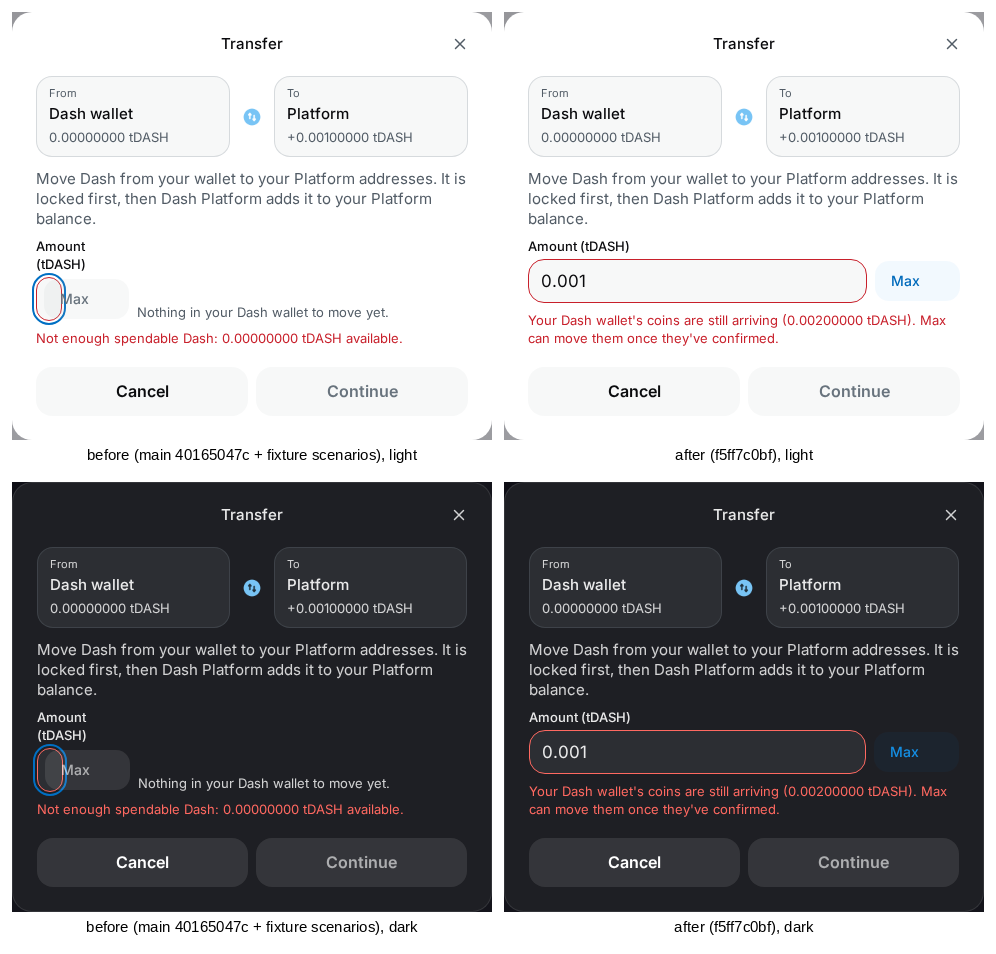 Transfer
From
Dash wallet
0.00000000 tDASH
To
Platform
+0.00100000 tDASH
Move Dash from your wallet to your Platform addresses. It is
locked first, then Dash Platform adds it to your Platform
balance.
Amount
(tDASH)
Max
Nothing in your Dash wallet to move yet.
Not enough spendable Dash: 0.00000000 tDASH available.
Cancel
Continue
before (main 40165047c + fixture scenarios), light
Transfer
From
Dash wallet
0.00000000 tDASH
To
Platform
+0.00100000 tDASH
Move Dash from your wallet to your Platform addresses. It is
locked first, then Dash Platform adds it to your Platform
balance.
Amount (tDASH)
0.001
Max
Your Dash wallet's coins are still arriving (0.00200000 tDASH). Max
can move them once they've confirmed.
Cancel
Continue
after (f5ff7c0bf), light
Transfer
From
Dash wallet
0.00000000 tDASH
To
Platform
+0.00100000 tDASH
Move Dash from your wallet to your Platform addresses. It is
locked first, then Dash Platform adds it to your Platform
balance.
Amount
(tDASH)
Max
Nothing in your Dash wallet to move yet.
Not enough spendable Dash: 0.00000000 tDASH available.
Cancel
Continue
before (main 40165047c + fixture scenarios), dark
Transfer
From
Dash wallet
0.00000000 tDASH
To
Platform
+0.00100000 tDASH
Move Dash from your wallet to your Platform addresses. It is
locked first, then Dash Platform adds it to your Platform
balance.
Amount (tDASH)
0.001
Max
Your Dash wallet's coins are still arriving (0.00200000 tDASH). Max
can move them once they've confirmed.
Cancel
Continue
after (f5ff7c0bf), dark